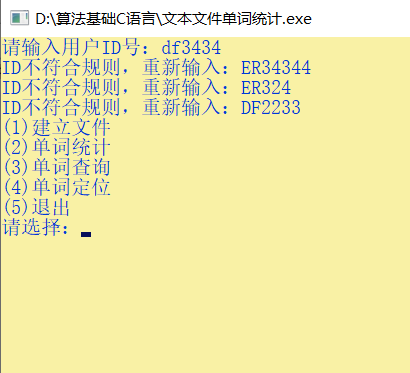 D:\算法基础C语言\文本文件单词统计.exe
请输入用户ID号：df3434
ID不符合规则，重新输入：ER34344
ID不符合规则，重新输入：ER324
ID不符合规则，重新输入：DF2233
(1)建立文件
(2)单词统计
(3)单词查询
(4)单词定位
(5)退出
请选择：